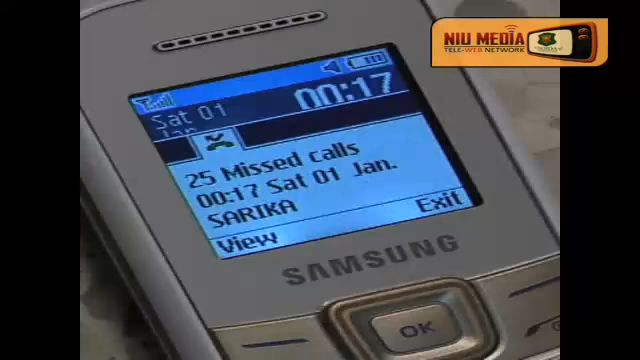 NIU MEDIA
TELE-WEB NETWORK
Sat 01
00:17
Jan
25 Missed calls
00:17 Sat 01 Jan.
SARIKA
View
Exit
SAMSUNG
OK